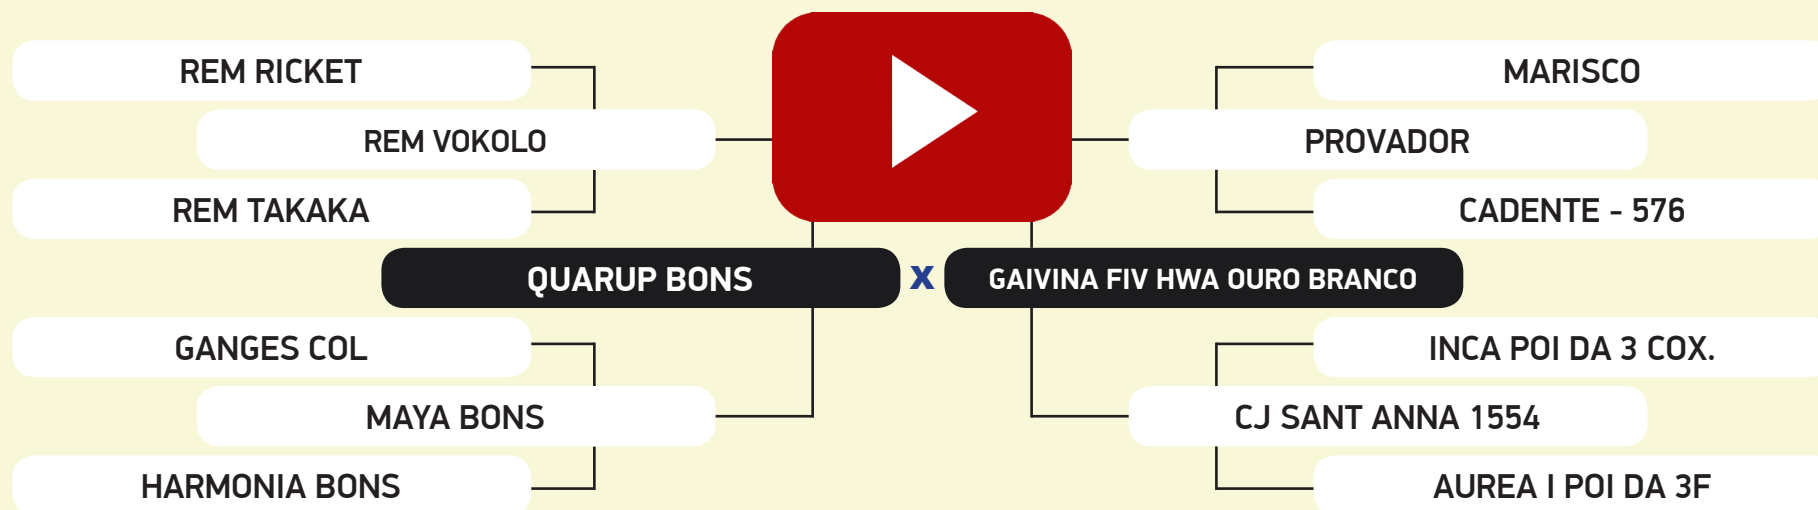 REM RICKET
MARISCO
REM VOKOLO
PROVADOR
REM TAKAKA
CADENTE - 576
QUARUP BONS X GAIVINA FIV HWA OURO BRANCO
GANGES COL
INCA POI DA 3 COX.
MAYA BONS
CJ SANT ANNA 1554
HARMONIA BONS
AUREA I POI DA 3F